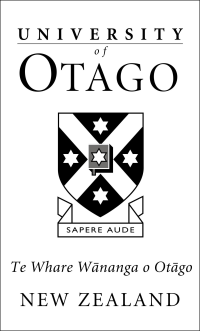 UNIVERSITY
of
OTAGO
SAPERE AUDE
Te Whare Wānanga o Otāgo
NEW ZEALAND